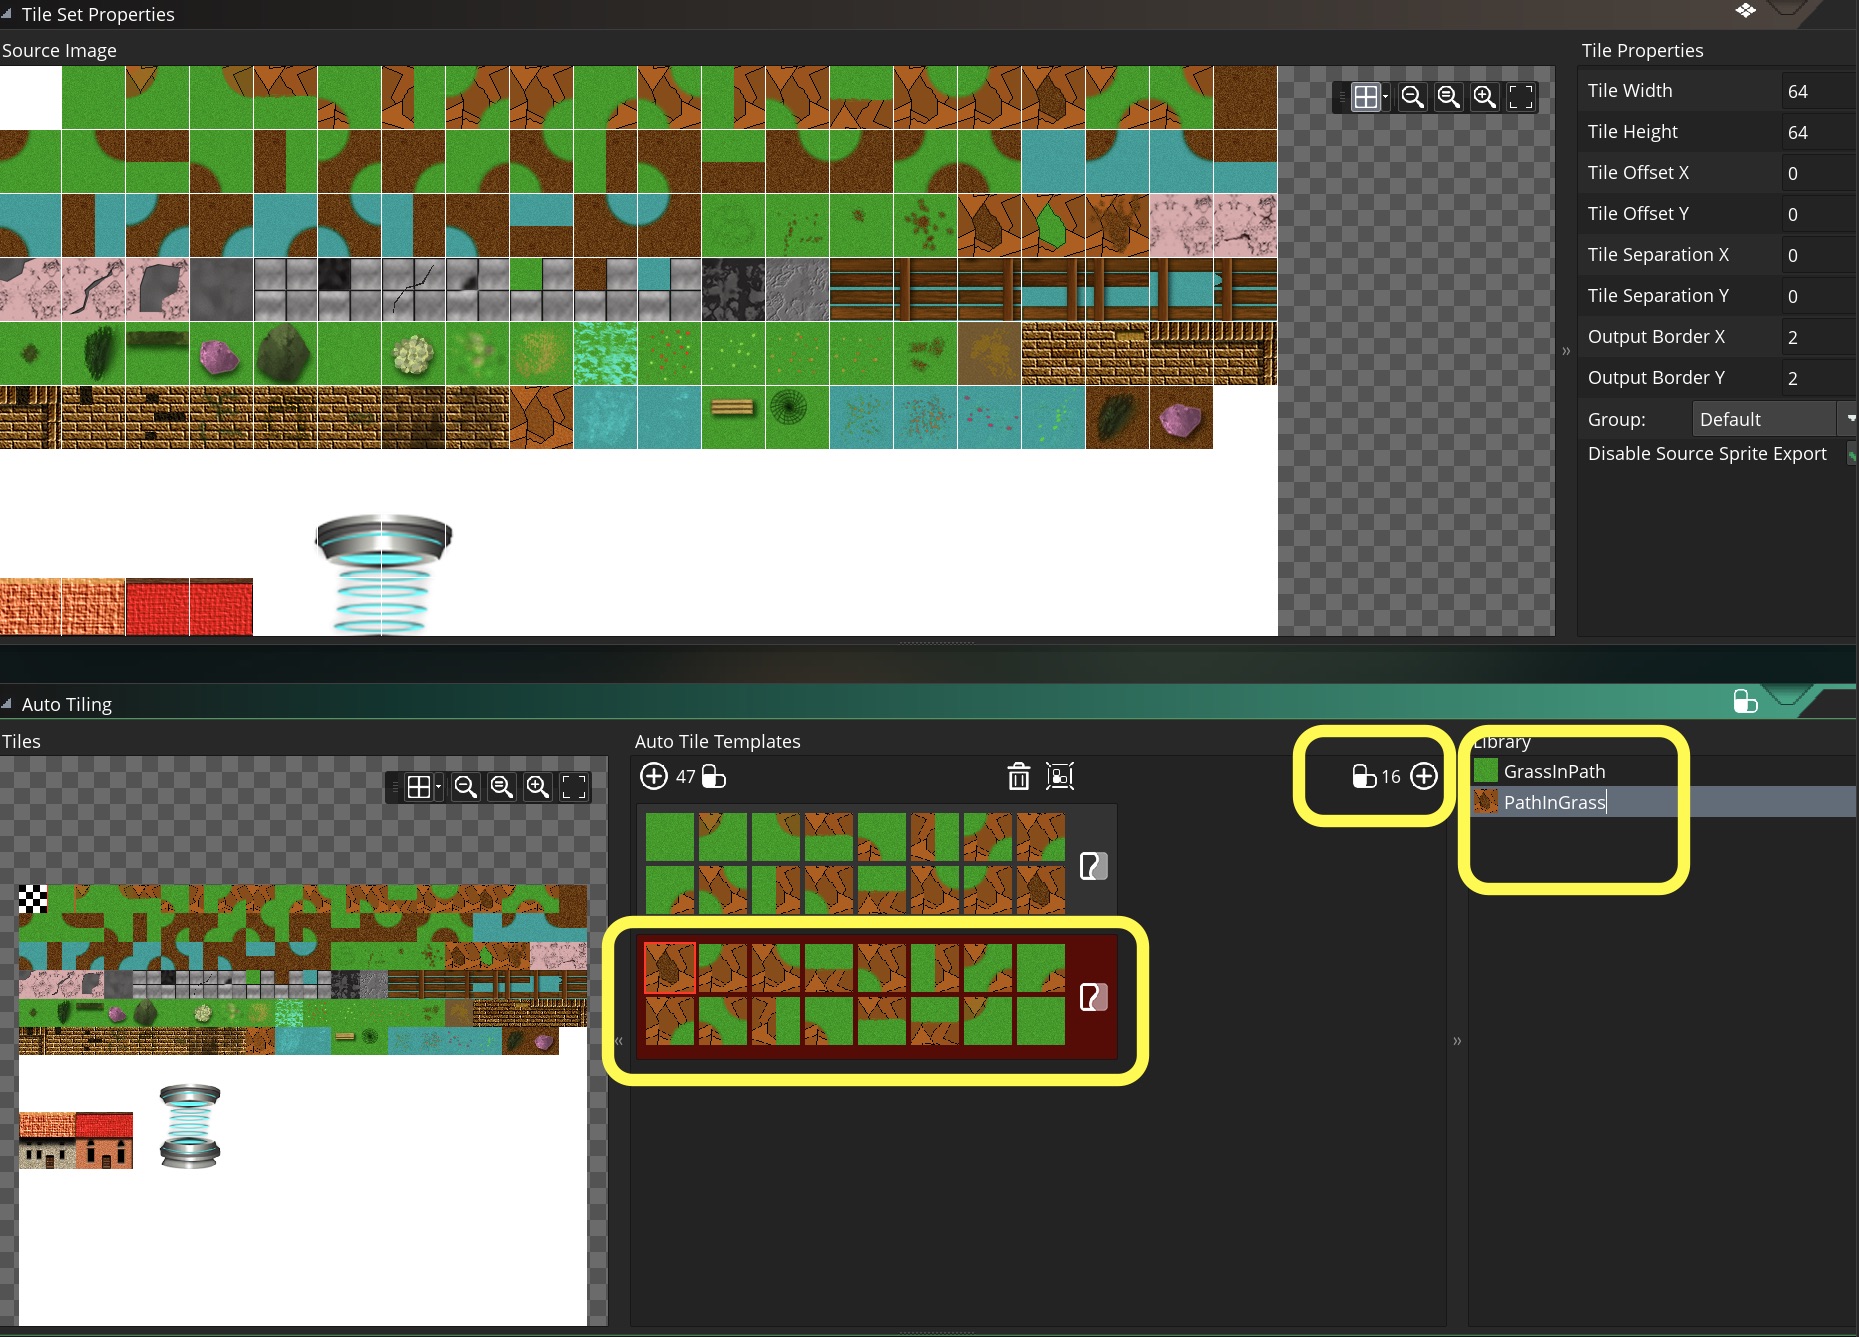 Tile Set Properties
Source Image
Tile Properties
Tile Width 64
Tile Height 64
Tile Offset X 0
Tile Offset Y 0
Tile Separation X 0
Tile Separation Y 0
Output Border X 2
Output Border Y 2
Group: Default
Disable Source Sprite Export
Auto Tiling
Tiles
Auto Tile Templates
Library
47
16
GrassInPath
PathInGrass